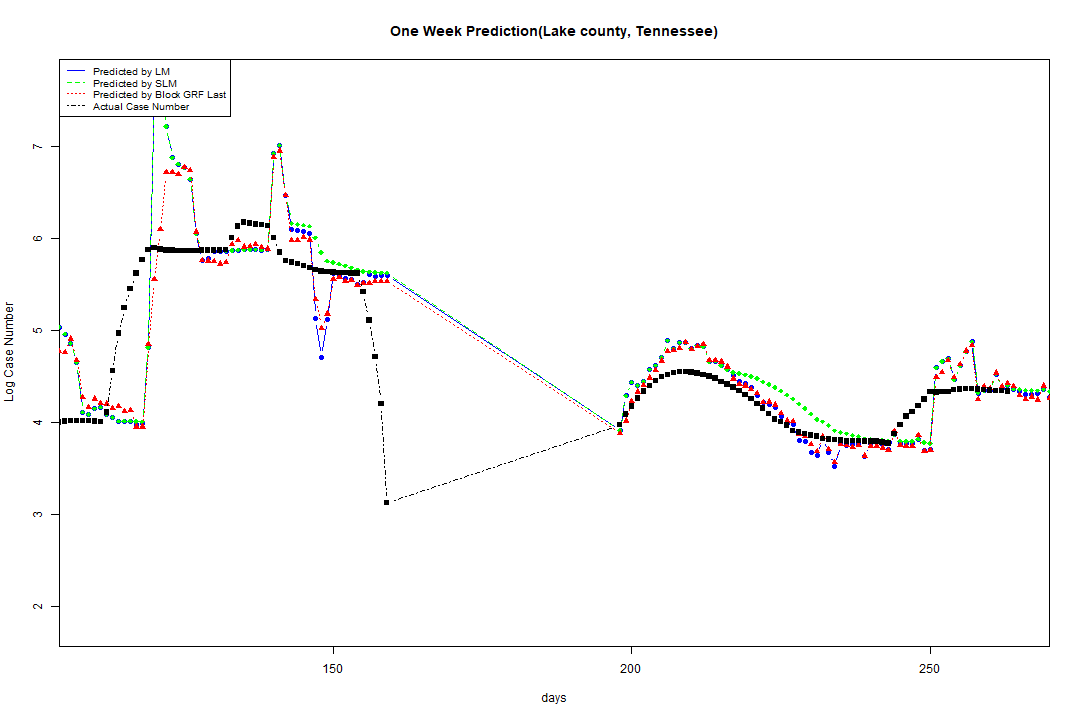 One Week Prediction(Lake county, Tennessee)
Predicted by LM
Predicted by SLM
Predicted by Block GRF Last
Actual Case Number
7
6
5
4
3
2
Log Case Number
150
200
250
days